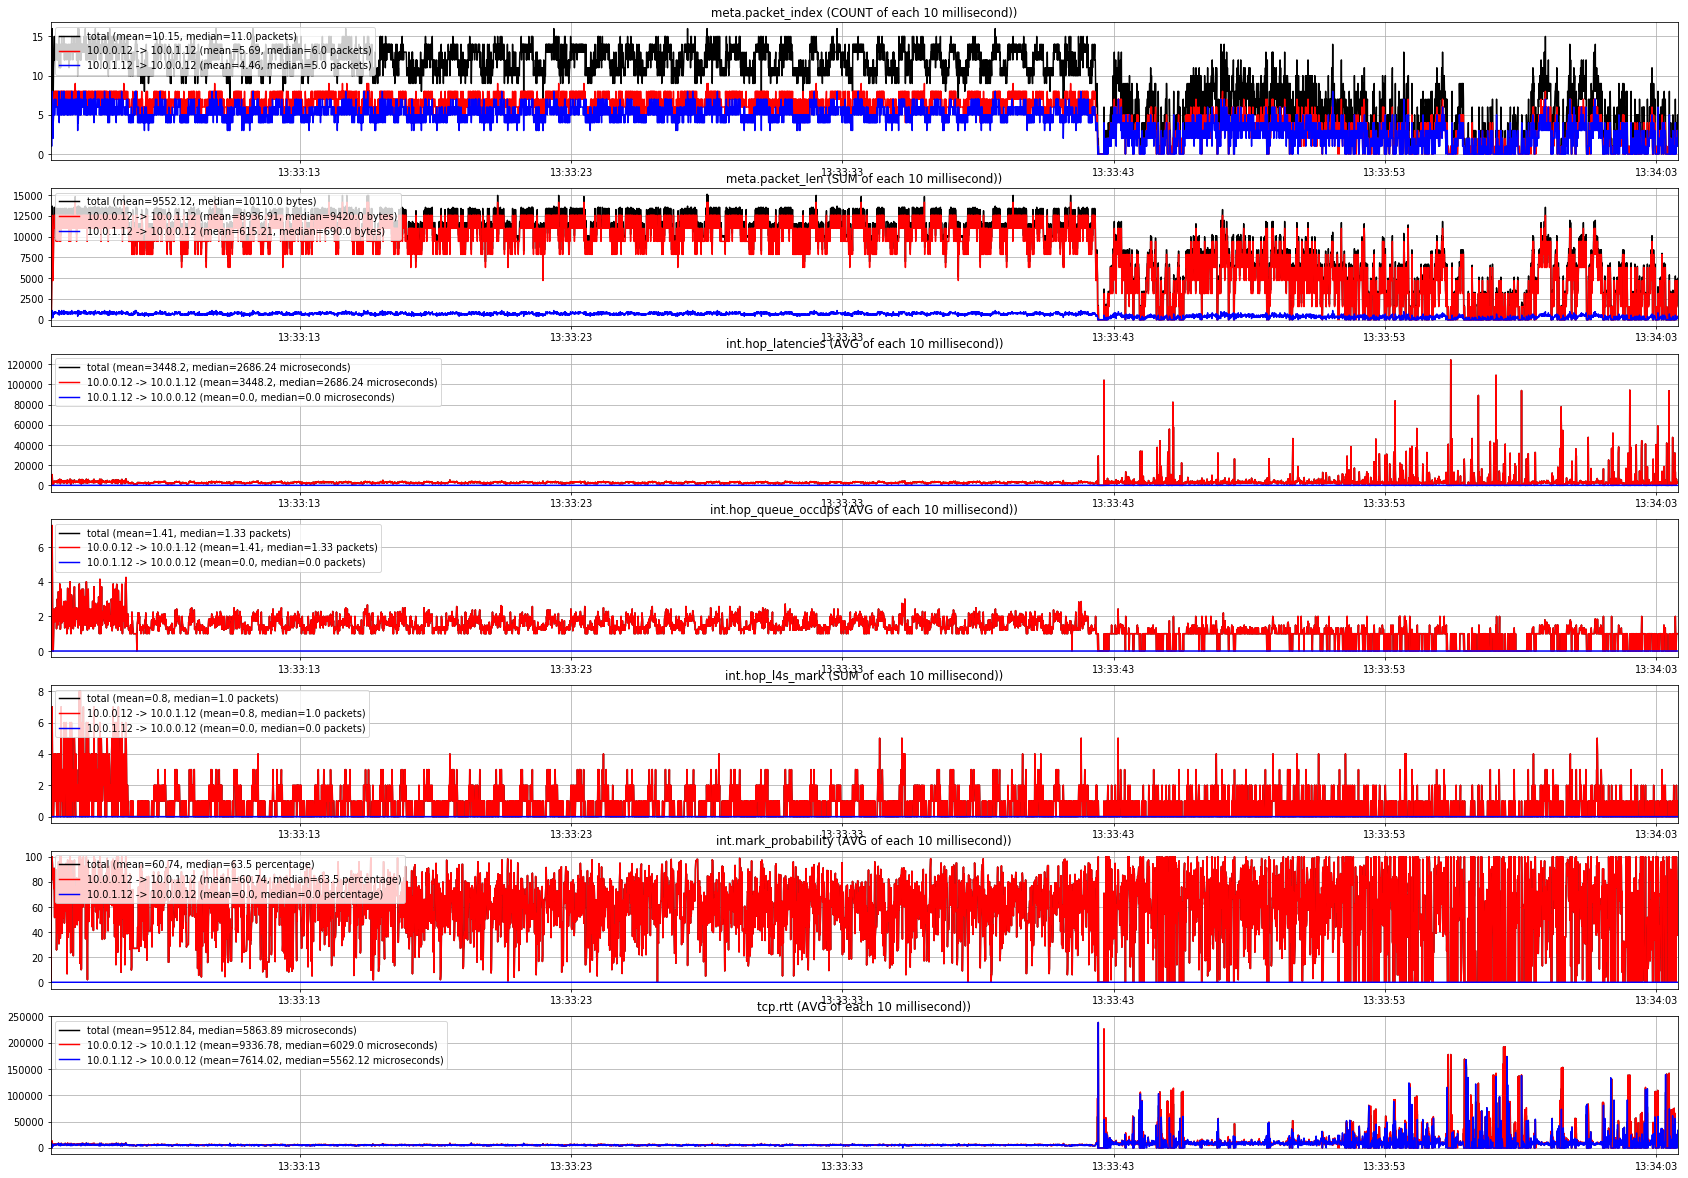 meta.packet_index (COUNT of each 10 millisecond))
total (mean=10.15, median=11.0 packets)
10.0.0.12 -> 10.0.1.12 (mean=5.69, median=6.0 packets)
10.0.1.12 -> 10.0.0.12 (mean=4.46, median=5.0 packets)
15
10
5
0
13:33:13 13:33:23 13:33:33 13:33:43 13:33:53 13:34:03
meta.packet_len (SUM of each 10 millisecond))
total (mean=9552.12, median=10110.0 bytes)
10.0.0.12 -> 10.0.1.12 (mean=8936.91, median=9420.0 bytes)
10.0.1.12 -> 10.0.0.12 (mean=615.21, median=690.0 bytes)
15000
12500
10000
7500
5000
2500
0
13:33:13 13:33:23 13:33:33 13:33:43 13:33:53 13:34:03
int.hop_latencies (AVG of each 10 millisecond))
total (mean=3448.2, median=2686.24 microseconds)
10.0.0.12 -> 10.0.1.12 (mean=3448.2, median=2686.24 microseconds)
10.0.1.12 -> 10.0.0.12 (mean=0.0, median=0.0 microseconds)
120000
100000
80000
60000
40000
20000
0
13:33:13 13:33:23 13:33:33 13:33:43 13:33:53 13:34:03
int.hop_queue_occups (AVG of each 10 millisecond))
total (mean=1.41, median=1.33 packets)
10.0.0.12 -> 10.0.1.12 (mean=1.41, median=1.33 packets)
10.0.1.12 -> 10.0.0.12 (mean=0.0, median=0.0 packets)
6
4
2
0
13:33:13 13:33:23 13:33:33 13:33:43 13:33:53 13:34:03
int.hop_l4s_mark (SUM of each 10 millisecond))
total (mean=0.8, median=1.0 packets)
10.0.0.12 -> 10.0.1.12 (mean=0.8, median=1.0 packets)
10.0.1.12 -> 10.0.0.12 (mean=0.0, median=0.0 packets)
8
6
4
2
0
13:33:13 13:33:23 13:33:33 13:33:43 13:33:53 13:34:03
int.mark_probability (AVG of each 10 millisecond))
total (mean=60.74, median=63.5 percentage)
10.0.0.12 -> 10.0.1.12 (mean=60.74, median=63.5 percentage)
10.0.1.12 -> 10.0.0.12 (mean=0.0, median=0.0 percentage)
100
80
60
40
20
0
13:33:13 13:33:23 13:33:33 13:33:43 13:33:53 13:34:03
tcp.rtt (AVG of each 10 millisecond))
total (mean=9512.84, median=5863.89 microseconds)
10.0.0.12 -> 10.0.1.12 (mean=9336.78, median=6029.0 microseconds)
10.0.1.12 -> 10.0.0.12 (mean=7614.02, median=5562.12 microseconds)
250000
200000
150000
100000
50000
0
13:33:13 13:33:23 13:33:33 13:33:43 13:33:53 13:34:03